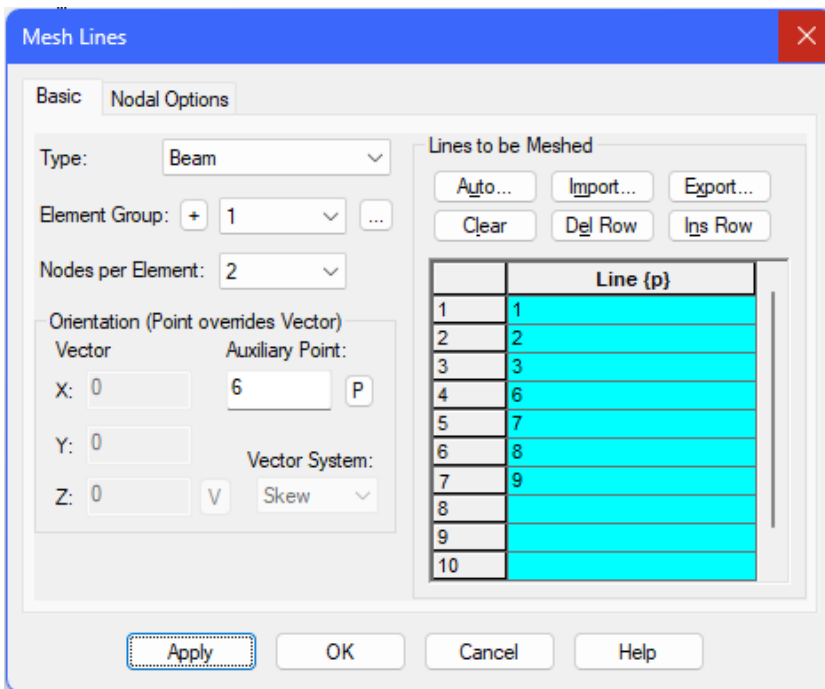 Mesh Lines
Basic
Nodal Options
Type:
Beam
Element Group:
+
1
...
Nodes per Element:
2
Orientation (Point overrides Vector)
Vector
Auxiliary Point:
X:
0
6
P
Y:
0
Vector System:
Z:
0
V
Skew
Lines to be Meshed
Auto...
Import...
Export...
Clear
Del Row
Ins Row
Line {p}
1 1
2 2
3 3
4 6
5 7
6 8
7 9
8
9
10
Apply
OK
Cancel
Help